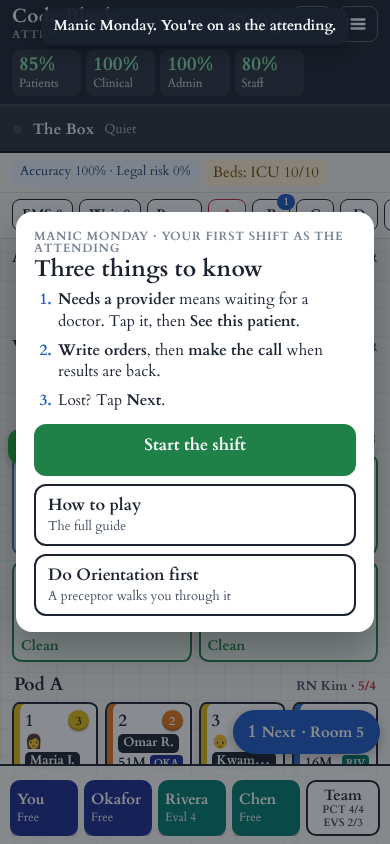 Code
Manic Monday. You're on as the attending.
85%
Patients
100%
Clinical
100%
Admin
80%
Staff
The Box Quiet
Accuracy 100% · Legal risk 0%
Beds: ICU 10/10
1
MANIC MONDAY · YOUR FIRST SHIFT AS THE
ATTENDING
Three things to know
1. Needs a provider means waiting for a
doctor. Tap it, then See this patient.
2. Write orders, then make the call when
results are back.
3. Lost? Tap Next.
Start the shift
How to play
The full guide
Do Orientation first
A preceptor walks you through it
Clean
Clean
Pod A
RN Kim · 5/4
1 3
Maria J.
2 2
Omar R.
51M OKA
3
Kwam…
16M RIV
1 Next · Room 5
You
Free
Okafor
Free
Rivera
Eval 4
Chen
Free
Team
PCT 4/4
EVS 2/3